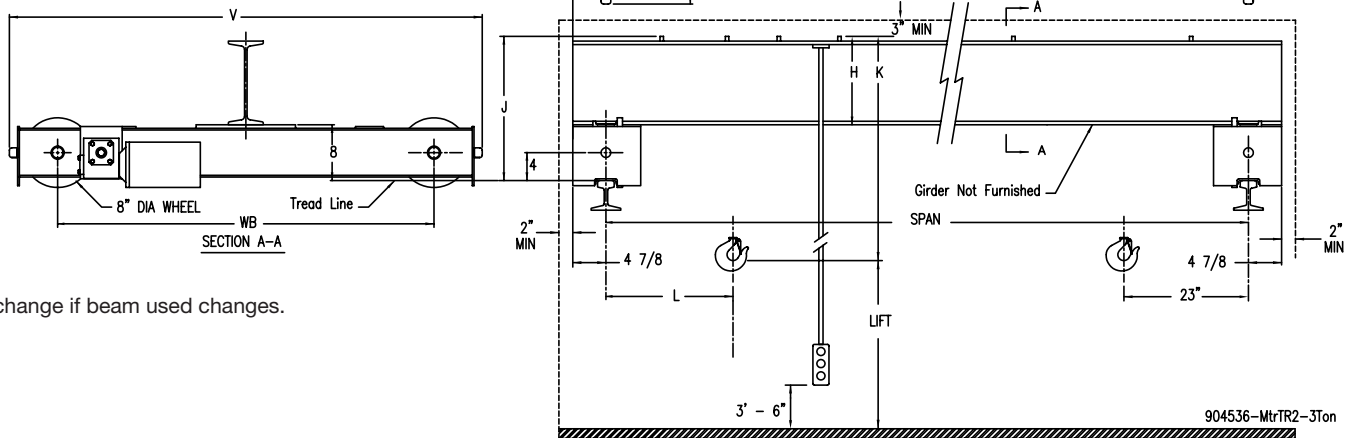 V
A
3" MIN
H
K
J
8
4
A
8" DIA WHEEL
Tread Line
Girder Not Furnished
WB
SPAN
SECTION A-A
2"
MIN
2"
MIN
4 7/8
4 7/8
L
23"
change if beam used changes.
LIFT
3' - 6"
904536-MtrTR2-3Ton